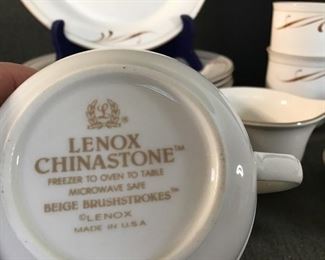 L ®
LENOX
CHINASTONE™
FREEZER TO OVEN TO TABLE
MICROWAVE SAFE
BEIGE BRUSHSTROKES™
©LENOX
MADE IN U.S.A